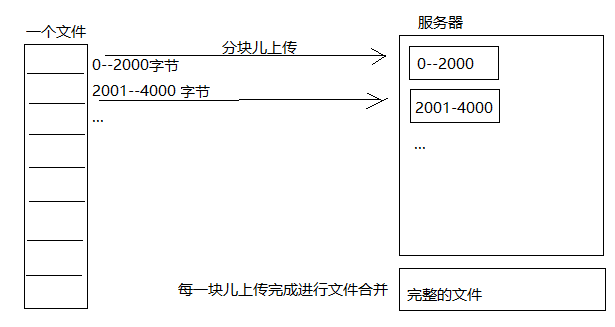 一个文件
服务器
分块儿上传
0--2000字节
0--2000
2001--4000 字节
2001-4000
...
...
每一块儿上传完成进行文件合并
完整的文件